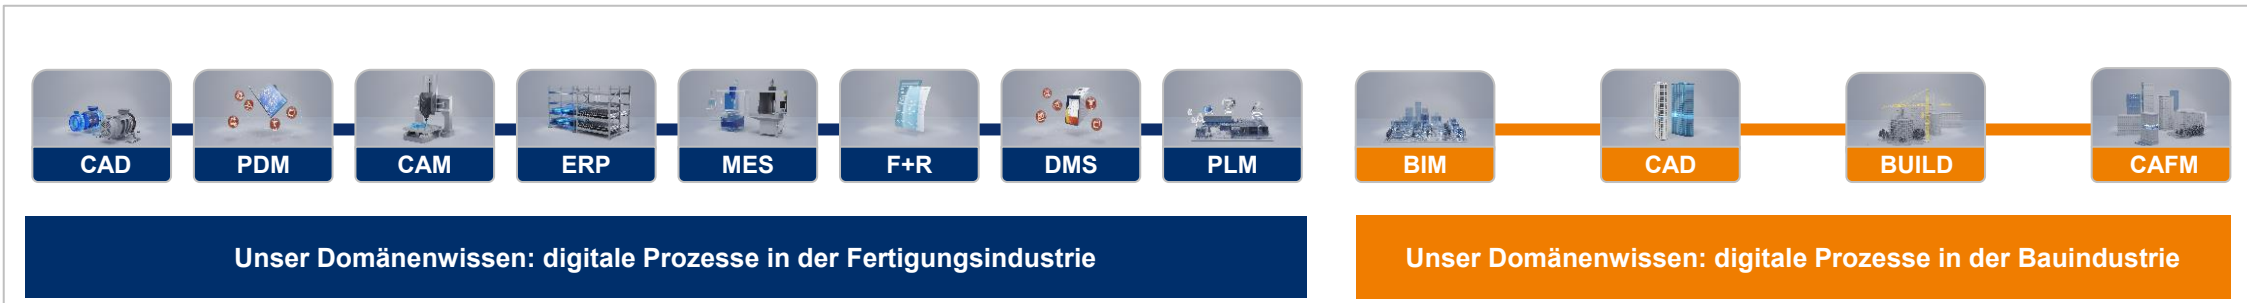 CAD PDM CAM ERP MES F+R DMS PLM BIM CAD BUILD CAFM
Unser Domänenwissen: digitale Prozesse in der Fertigungsindustrie
Unser Domänenwissen: digitale Prozesse in der Bauindustrie